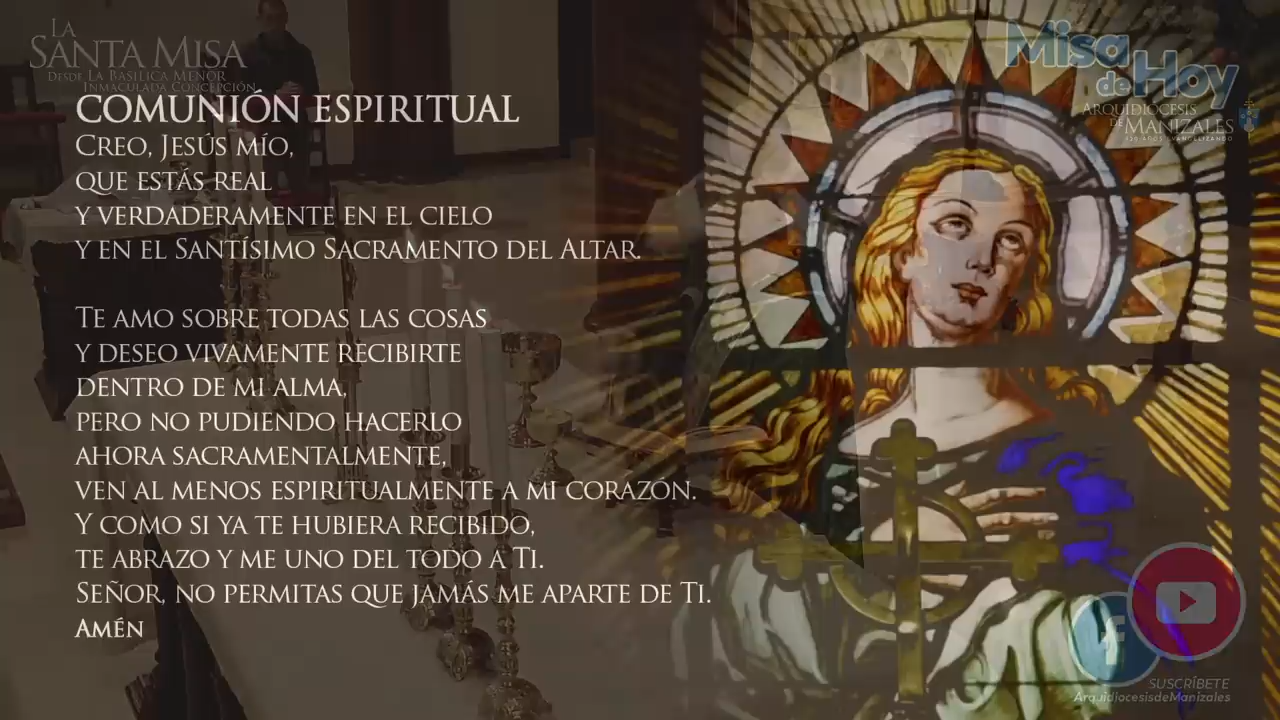 LA
SANTA MISA
DESDE LA BASILICA MENOR
INMACULADA CONCEPCIÓN
Misa
de Hoy
ARQUIDIÓCESIS
DE MANIZALES
COMUNIÓN ESPIRITUAL
CREO, JESÚS MÍO,
QUE ESTÁS REAL
Y VERDADERAMENTE EN EL CIELO
Y EN EL SANTÍSIMO SACRAMENTO DEL ALTAR.
TE AMO SOBRE TODAS LAS COSAS
Y DESEO VIVAMENTE RECIBIRTE
DENTRO DE MI ALMA,
PERO NO PUDIENDO HACERLO
AHORA SACRAMENTALMENTE,
VEN AL MENOS ESPIRITUALMENTE A MI CORAZÓN.
Y COMO SI YA TE HUBIERA RECIBIDO,
TE ABRAZO Y ME UNO DEL TODO A TI.
SEÑOR, NO PERMITAS QUE JAMÁS ME APARTE DE TI.
AMÉN
f
SUSCRÍBETE
ArquidiocesisdeManizales